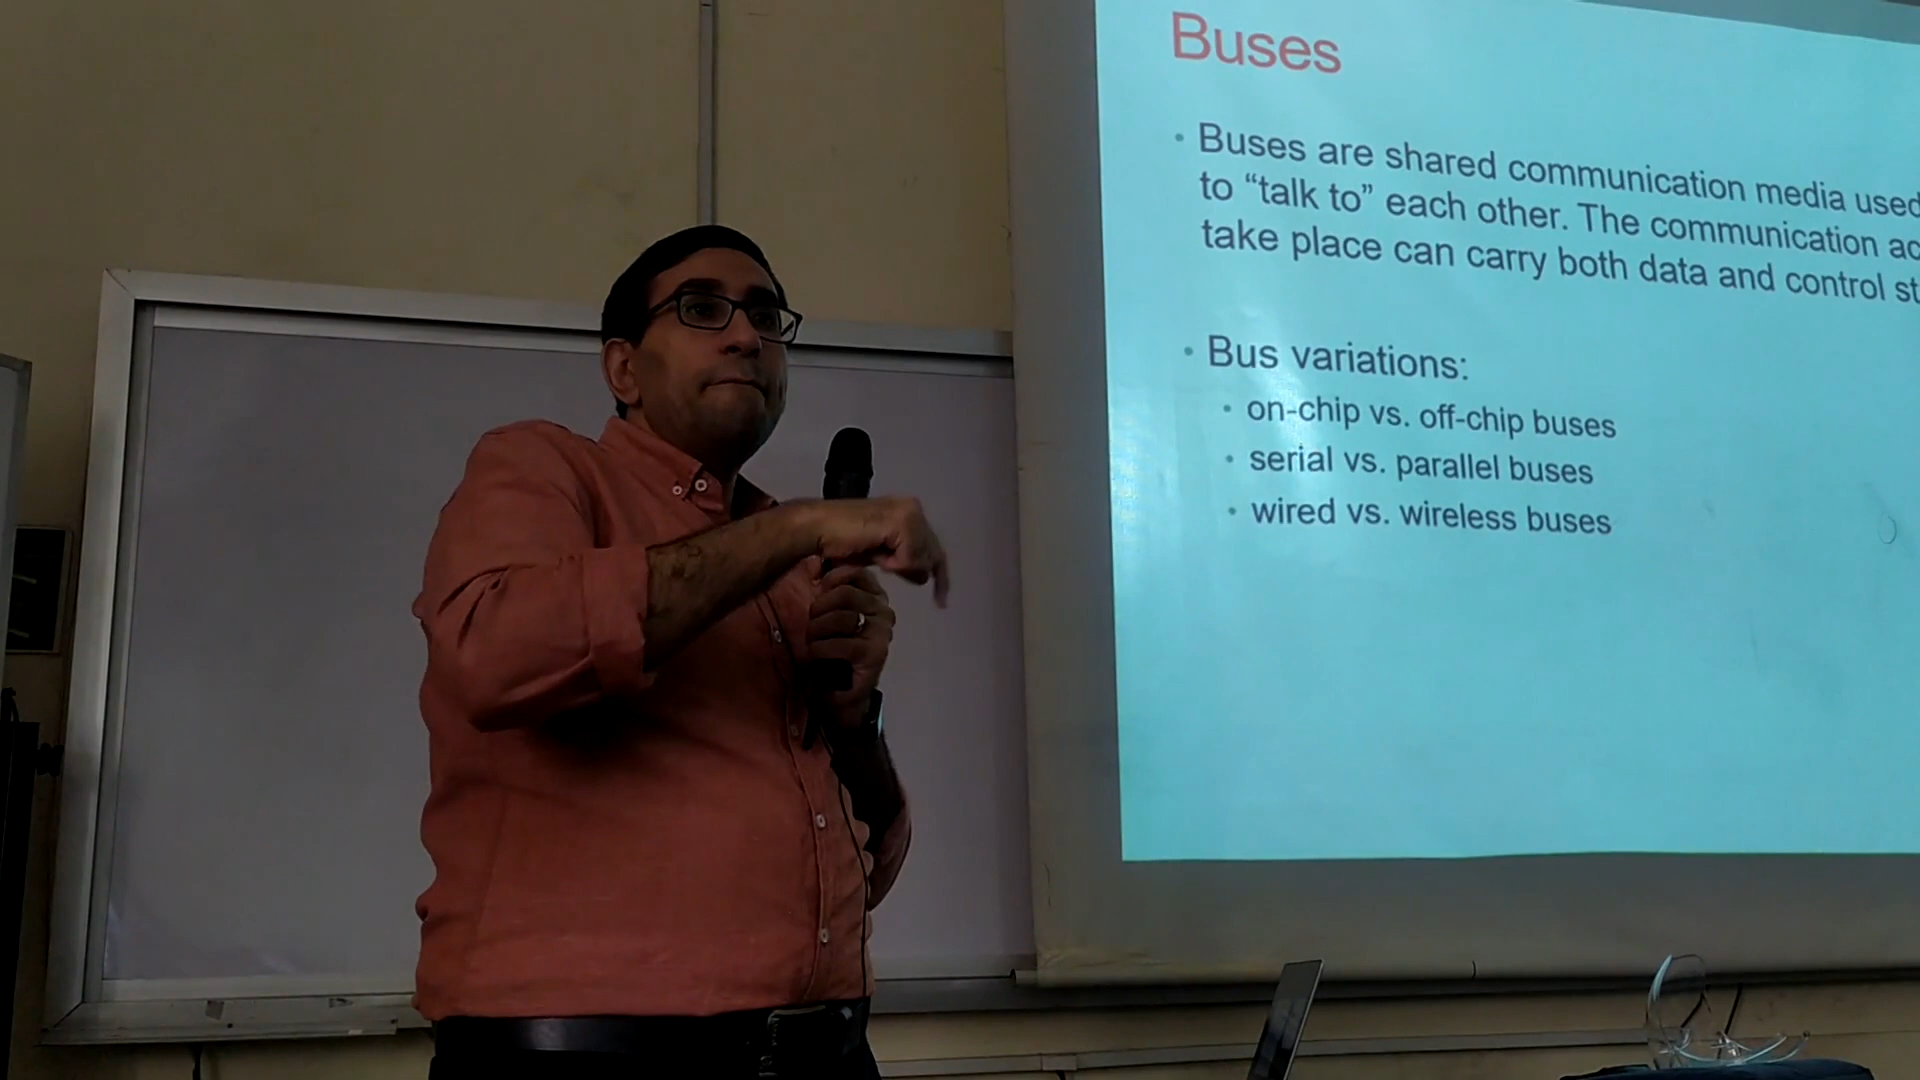 Buses
• Buses are shared communication media used
to “talk to” each other. The communication
take place can carry both data and control
• Bus variations:
• on-chip vs. off-chip buses
• serial vs. parallel buses
• wired vs. wireless buses